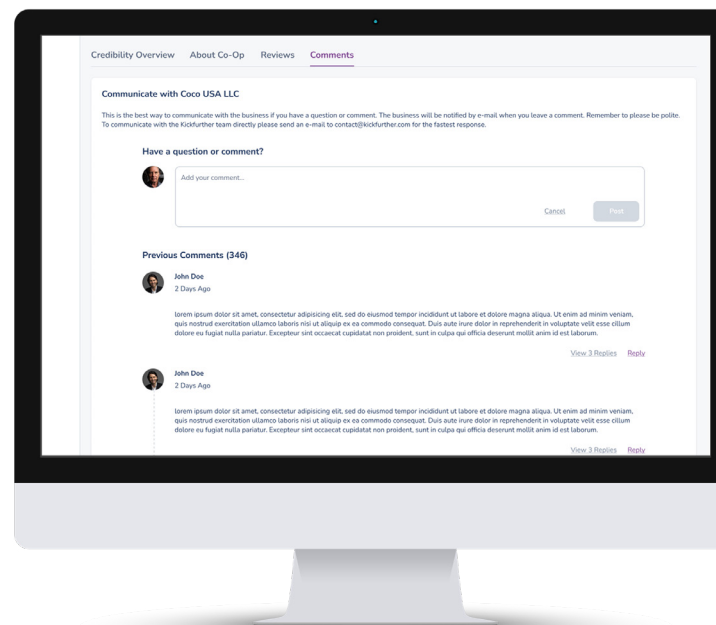 Credibility Overview About Co-Op Reviews Comments
Communicate with Coco USA LLC
This is the best way to communicate with the business if you have a question or comment. The business will be notified by e-mail when you leave a comment. Remember to please be polite.
To communicate with the Kickfurther team directly please send an e-mail to contact@kickfurther.com for the fastest response.
Have a question or comment?
Add your comment...
Cancel Post
Previous Comments (346)
John Doe
2 Days Ago
lorem ipsum dolor sit amet, consectetur adipisicing elit, sed do eiusmod tempor incididunt ut labore et dolore magna aliqua. Ut enim ad minim veniam,
quis nostrud exercitation ullamco laboris nisi ut aliquip ex ea commodo consequat. Duis aute irure dolor in reprehenderit in voluptate velit esse cillum
dolore eu fugiat nulla pariatur. Excepteur sint occaecat cupidatat non proident, sunt in culpa qui officia deserunt mollit anim id est laborum.
View 3 Replies Reply
John Doe
2 Days Ago
lorem ipsum dolor sit amet, consectetur adipisicing elit, sed do eiusmod tempor incididunt ut labore et dolore magna aliqua. Ut enim ad minim veniam,
quis nostrud exercitation ullamco laboris nisi ut aliquip ex ea commodo consequat. Duis aute irure dolor in reprehenderit in voluptate velit esse cillum
dolore eu fugiat nulla pariatur. Excepteur sint occaecat cupidatat non proident, sunt in culpa qui officia deserunt mollit anim id est laborum.
View 3 Replies Reply